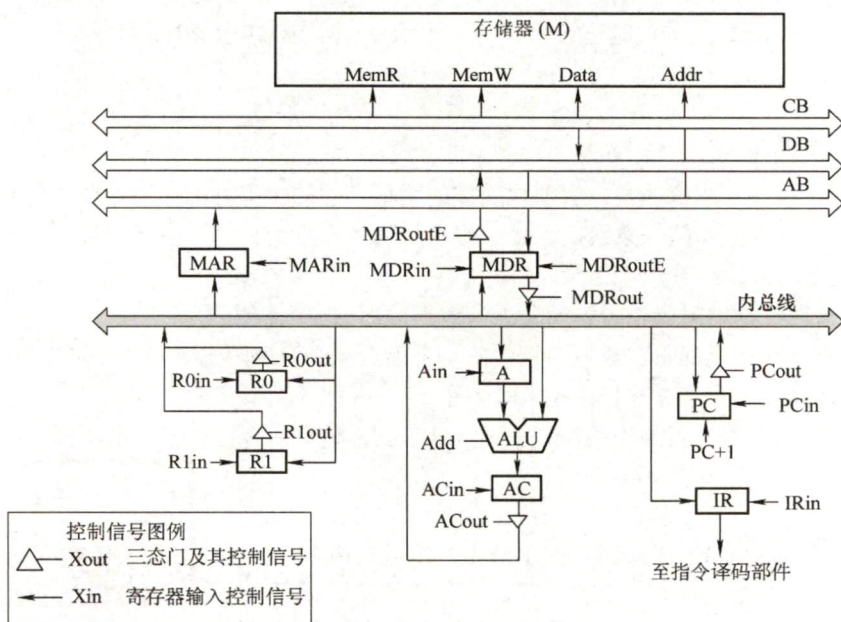 存储器 (M)
MemR MemW Data Addr
CB
DB
AB
MDRoutE
MAR
MARin
MDRin
MDR
MDRoutE
MDRout
内总线
R0out
R0in
R0
R1out
R1in
R1
Ain
A
Add
ALU
ACin
AC
ACout
PCout
PC
PCin
PC+1
IR
IRin
至指令译码部件
控制信号图例
Xout 三态门及其控制信号
Xin 寄存器输入控制信号